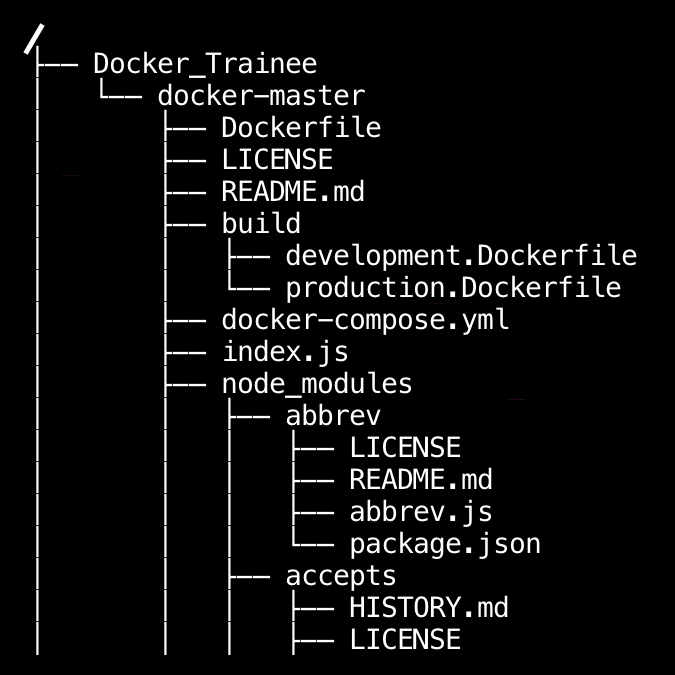 /
├── Docker_Trainee
│   └── docker-master
│       ├── Dockerfile
│       ├── LICENSE
│       ├── README.md
│       ├── build
│       │   ├── development.Dockerfile
│       │   └── production.Dockerfile
│       ├── docker-compose.yml
│       ├── index.js
│       ├── node_modules
│       │   ├── abbrev
│       │   │   ├── LICENSE
│       │   │   ├── README.md
│       │   │   ├── abbrev.js
│       │   │   └── package.json
│       │   ├── accepts
│       │   │   ├── HISTORY.md
│       │   │   ├── LICENSE